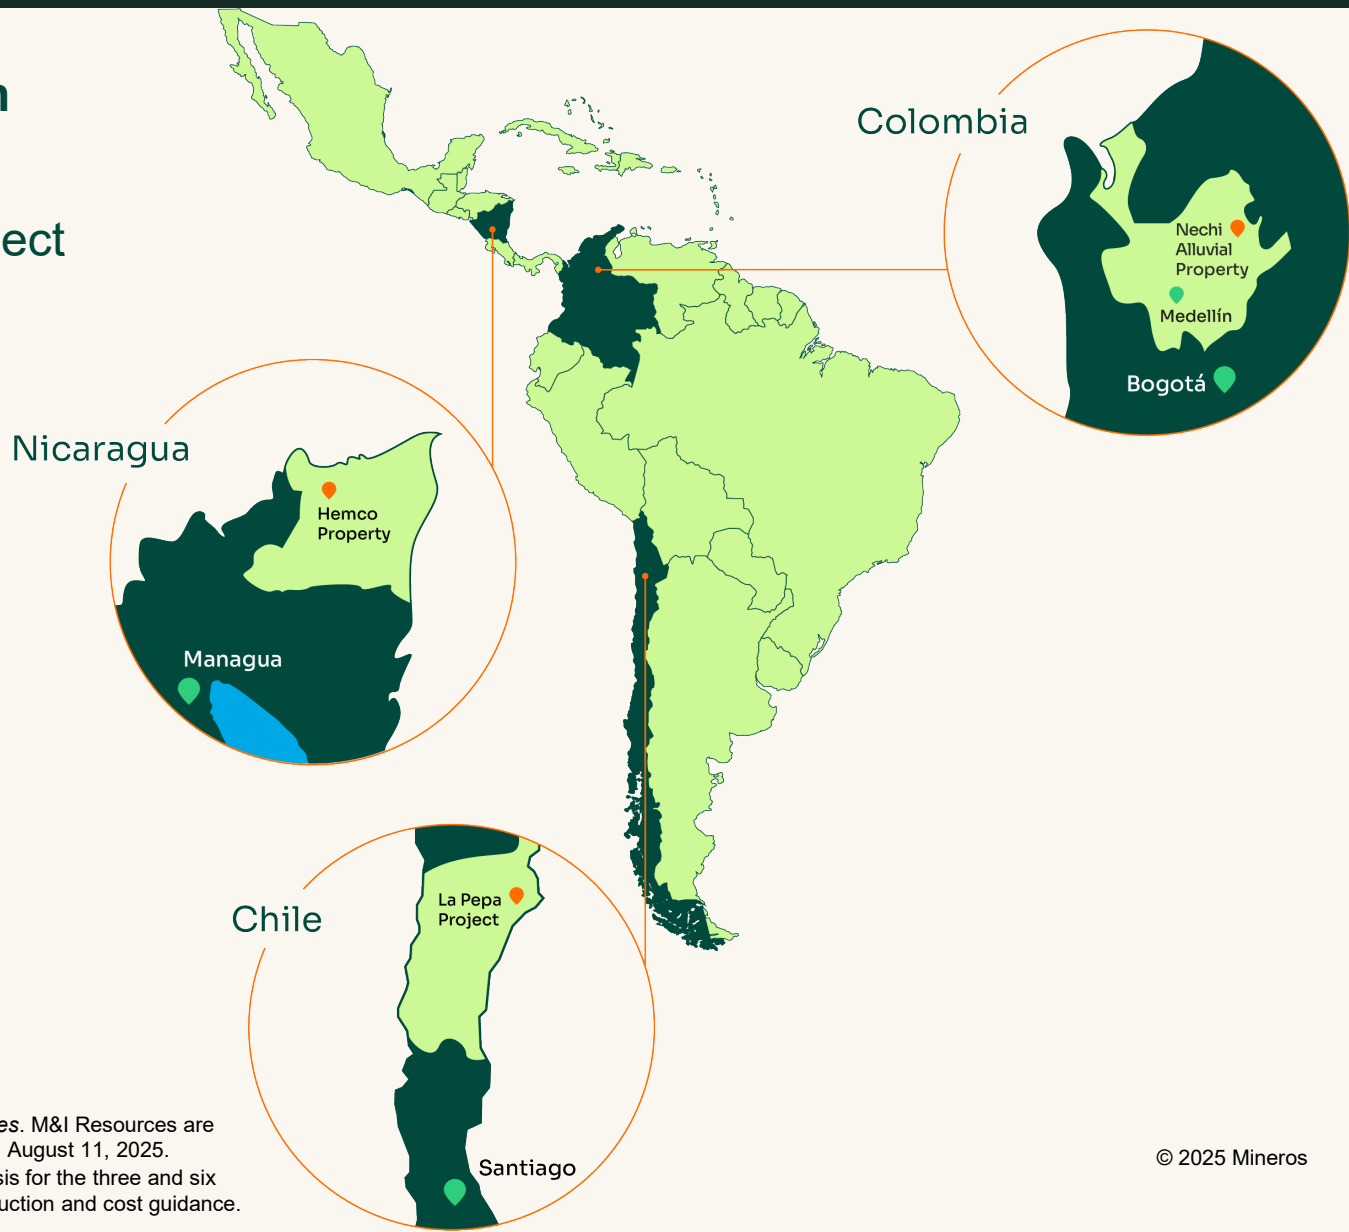 ect
Colombia
Nechi
Alluvial
Property
Medellín
Bogotá
Nicaragua
Hemco
Property
Managua
Chile
La Pepa
Project
Santiago
es. M&I Resources are
August 11, 2025.
sis for the three and six
uction and cost guidance.
© 2025 Mineros